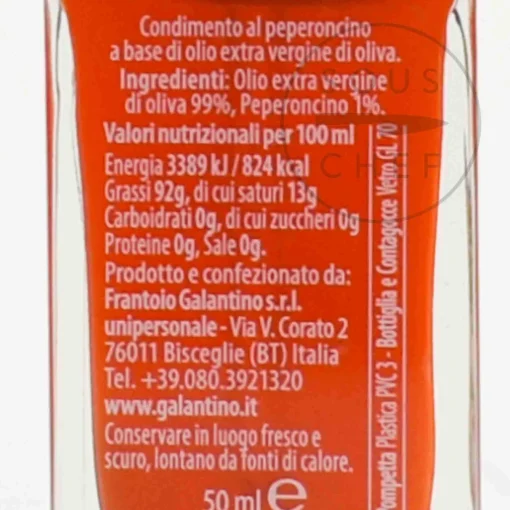 Condimento al peperoncino
a base di olio extra vergine di oliva.
Ingredienti: Olio extra vergine
di oliva 99%, Peperoncino 1%.
Valori nutrizionali per 100 ml
Energia 3389 kJ / 824 kcal
Grassi 92g, di cui saturi 13g
Carboidrati 0g, di cui zuccheri 0g
Proteine 0g, Sale 0g.
Prodotto e confezionato da:
Frantoio Galantino s.r.l.
unipersonale - Via V. Corato 2
76011 Bisceglie (BT) Italia
Tel. +39.080.3921320
www.galantino.it
Conservare in luogo fresco e
scuro, lontano da fonti di calore.
50 ml e
Pompetta Plastica PVC 3 - Bottiglia e Contagocce Vetro GL 70
SOUS
CHEF